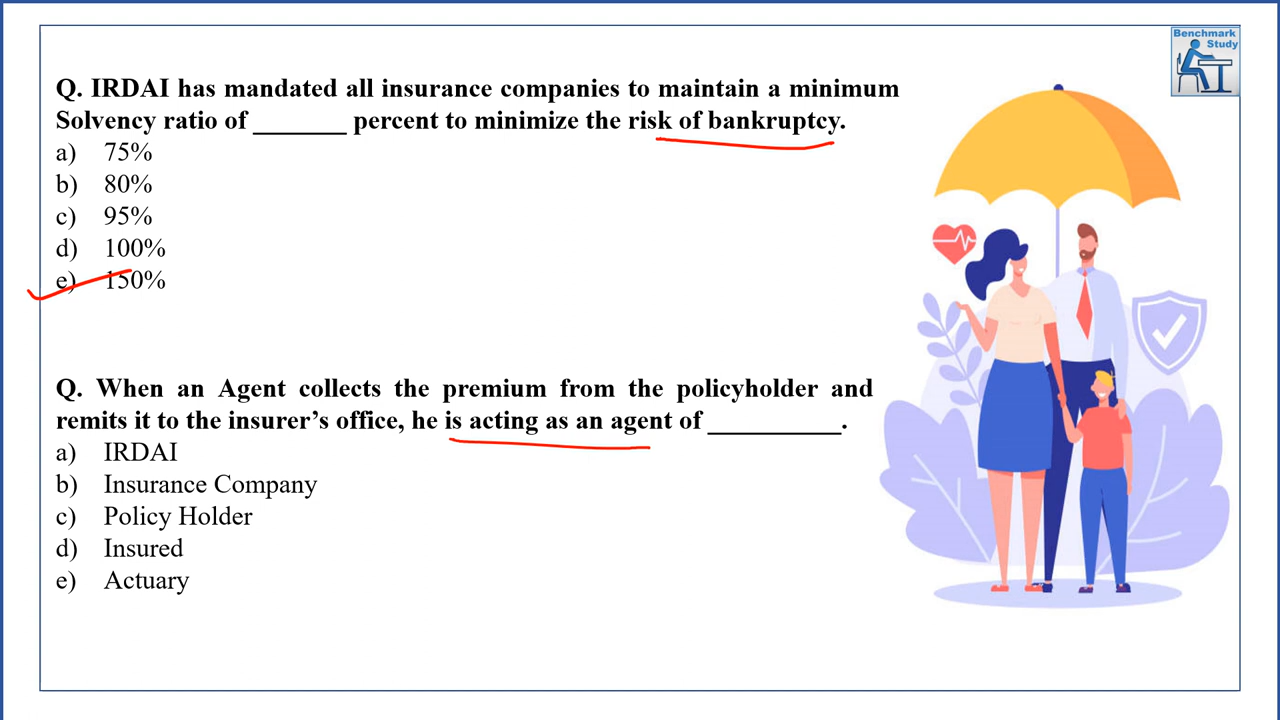 Benchmark
Study
Q. IRDAI has mandated all insurance companies to maintain a minimum
Solvency ratio of _______ percent to minimize the risk of bankruptcy.
a) 75%
b) 80%
c) 95%
d) 100%
e) 150%
Q. When an Agent collects the premium from the policyholder and
remits it to the insurer’s office, he is acting as an agent of __________.
a) IRDAI
b) Insurance Company
c) Policy Holder
d) Insured
e) Actuary